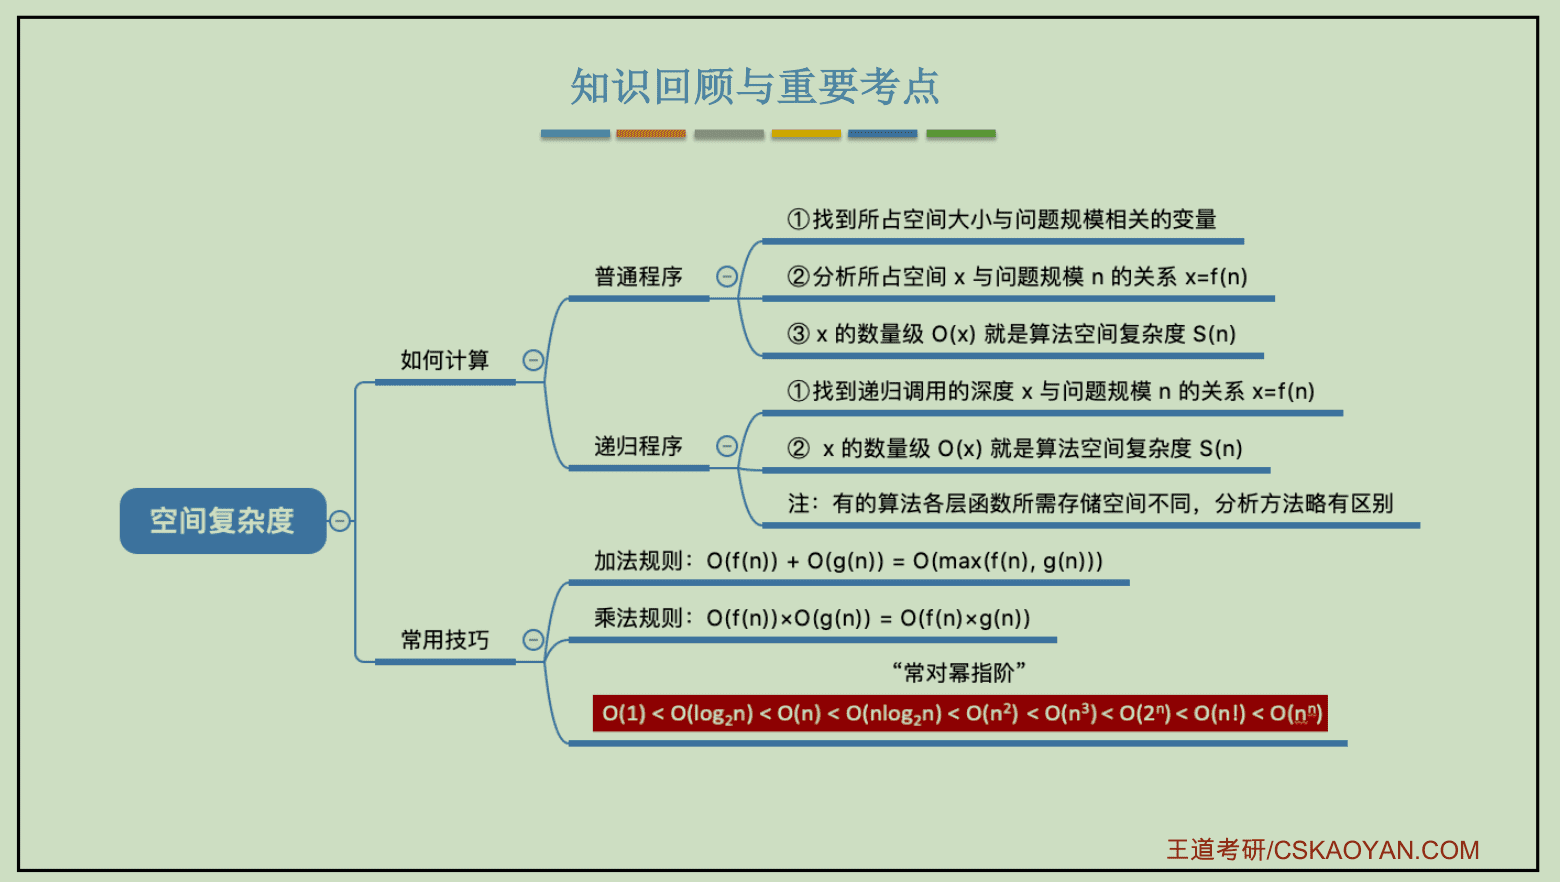 知识回顾与重要考点
①找到所占空间大小与问题规模相关的变量
普通程序
②分析所占空间 x 与问题规模 n 的关系 x=f(n)
③ x 的数量级 O(x) 就是算法空间复杂度 S(n)
如何计算
①找到递归调用的深度 x 与问题规模 n 的关系 x=f(n)
递归程序
② x 的数量级 O(x) 就是算法空间复杂度 S(n)
注：有的算法各层函数所需存储空间不同，分析方法略有区别
空间复杂度
加法规则：O(f(n)) + O(g(n)) = O(max(f(n), g(n)))
乘法规则：O(f(n))×O(g(n)) = O(f(n)×g(n))
常用技巧
“常对幂指阶”
O(1) < O(log₂n) < O(n) < O(nlog₂n) < O(n²) < O(n³) < O(2ⁿ) < O(n!) < O(nⁿ)
王道考研/CSKAOYAN.COM